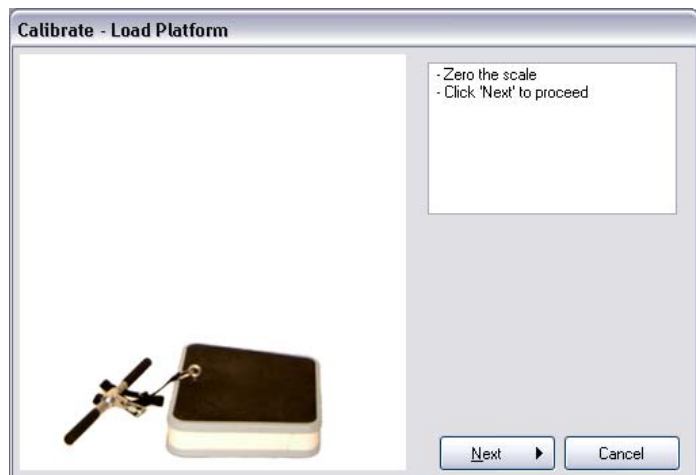 Calibrate - Load Platform
- Zero the scale
- Click 'Next' to proceed
Next
Cancel